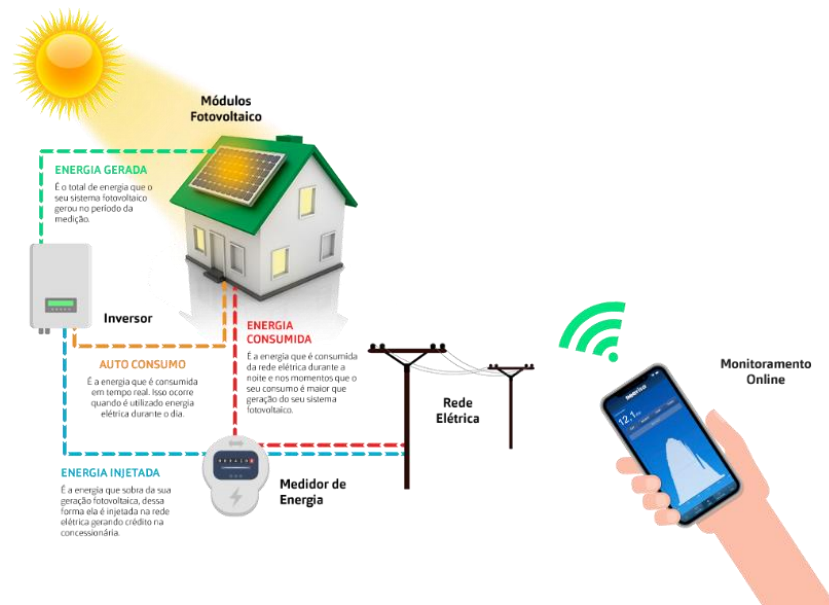 Módulos
Fotovoltaico
ENERGIA GERADA
É o total de energia que o
seu sistema fotovoltaico
gerou no período da
medição.
Inversor
ENERGIA
CONSUMIDA
É a energia que é consumida
da rede elétrica durante a
noite e nos momentos que o
seu consumo é maior que
geração do seu sistema
fotovoltaico.
AUTO CONSUMO
É a energia que é consumida
em tempo real. Isso ocorre
quando é utilizado energia
elétrica durante o dia.
Rede
Elétrica
Monitoramento
Online
12,1
ENERGIA INJETADA
É a energia que sobra da sua
geração fotovoltaica, dessa
forma ela é injetada na rede
elétrica gerando crédito na
concessionária.
Medidor de
Energia